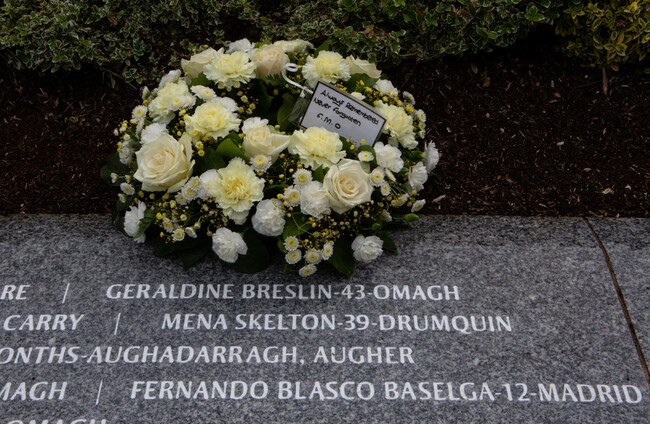 Always Remembered
Never Forgotten
F. M. O
RE | GERALDINE BRESLIN-43-OMAGH
CARRY | MENA SKELTON-39-DRUMQUIN
ONTHS-AUGHADARRAGH, AUGHER
MAGH | FERNANDO BLASCO BASELGA-12-MADRID
OMAGH